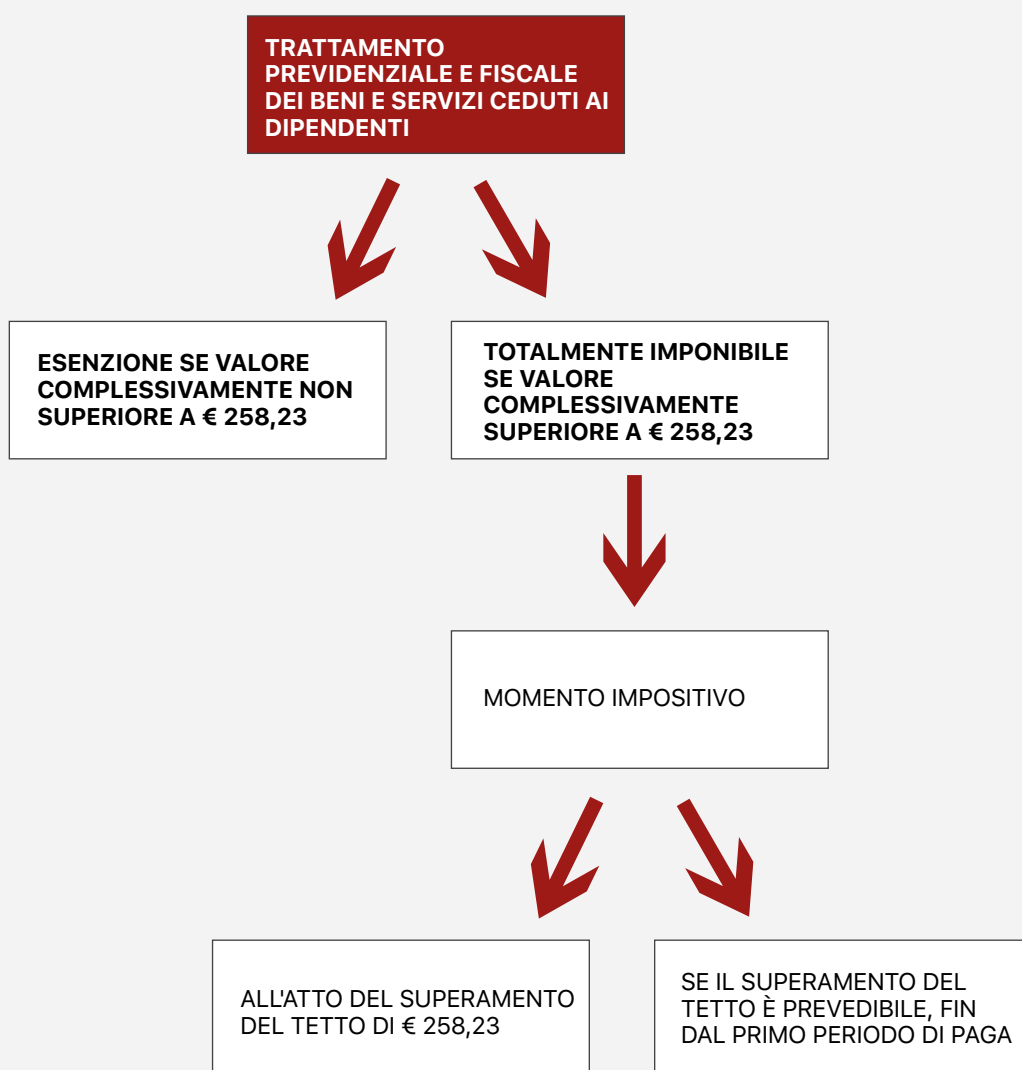 TRATTAMENTO
PREVIDENZIALE E FISCALE
DEI BENI E SERVIZI CEDUTI AI
DIPENDENTI
ESENZIONE SE VALORE
COMPLESSIVAMENTE NON
SUPERIORE A € 258,23
TOTALMENTE IMPONIBILE
SE VALORE
COMPLESSIVAMENTE
SUPERIORE A € 258,23
MOMENTO IMPOSITIVO
ALL'ATTO DEL SUPERAMENTO
DEL TETTO DI € 258,23
SE IL SUPERAMENTO DEL
TETTO È PREVEDIBILE, FIN
DAL PRIMO PERIODO DI PAGA